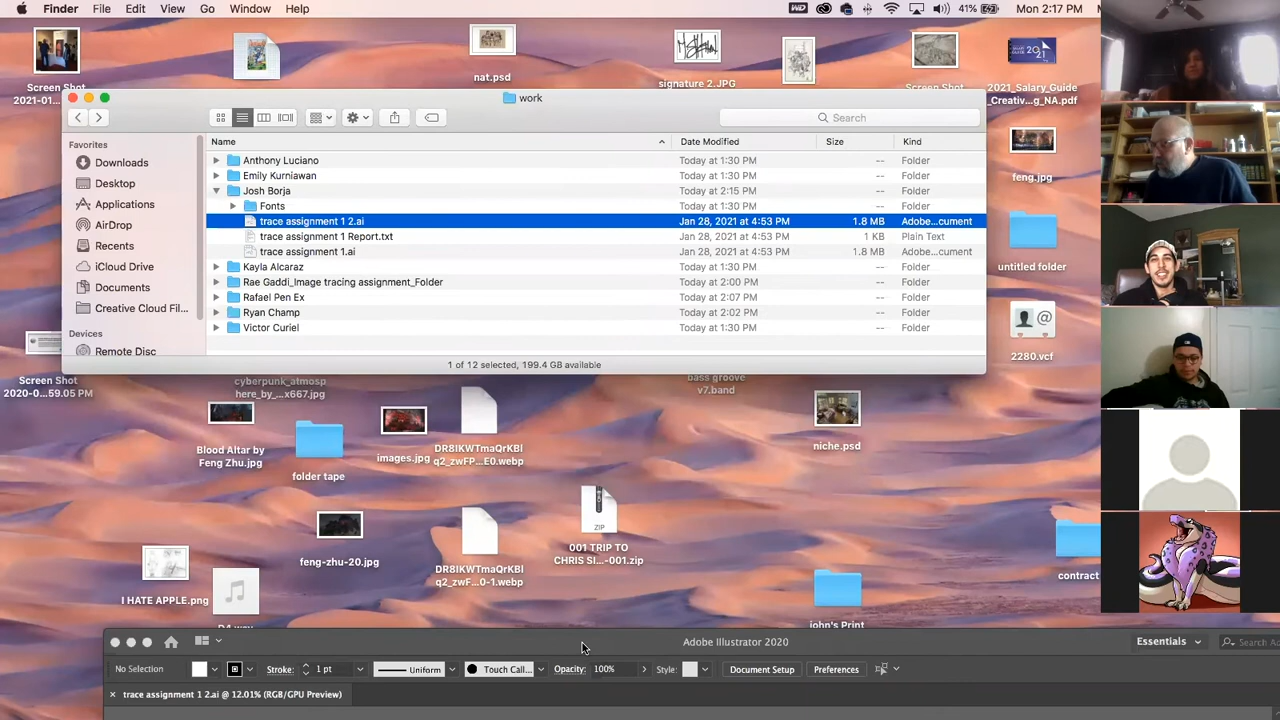 Finder File Edit View Go Window Help 41% Mon 2:17 PM
Screen Shot
2021-01...
nat.psd
signature 2.JPG
Screen Shot
2021_Salary_Guide
_Creativ...g_NA.pdf
work
Search
Favorites
Downloads
Desktop
Applications
AirDrop
Recents
iCloud Drive
Documents
Creative Cloud Fil...
Devices
Remote Disc
Name Date Modified Size Kind
Anthony Luciano Today at 1:30 PM -- Folder
Emily Kurniawan Today at 1:30 PM -- Folder
Josh Borja Today at 2:15 PM -- Folder
Fonts Today at 1:30 PM -- Folder
trace assignment 1 2.ai Jan 28, 2021 at 4:53 PM 1.8 MB Adobe...cument
trace assignment 1 Report.txt Jan 28, 2021 at 4:53 PM 1 KB Plain Text
trace assignment 1.ai Jan 28, 2021 at 4:53 PM 1.8 MB Adobe...cument
Kayla Alcaraz Today at 1:30 PM -- Folder
Rae Gaddi_Image tracing assignment_Folder Today at 2:00 PM -- Folder
Rafael Pen Ex Today at 2:07 PM -- Folder
Ryan Champ Today at 2:02 PM -- Folder
Victor Curiel Today at 1:30 PM -- Folder
1 of 12 selected, 199.4 GB available
feng.jpg
untitled folder
2280.vcf
Screen Shot
2020-0...59.05 PM
cyberpunk_atmosp
here_by_...x667.jpg
bass groove
v7.band
Blood Altar by
Feng Zhu.jpg
folder tape
images.jpg
DR8IKWTmaQrKBl
q2_zwFP...E0.webp
niche.psd
feng-zhu-20.jpg
DR8IKWTmaQrKBl
q2_zwF...0-1.webp
ZIP
001 TRIP TO
CHRIS SI...-001.zip
I HATE APPLE.png
john's Print
contract
Adobe Illustrator 2020
Essentials
Search Ad
No Selection Stroke: 1 pt Uniform Touch Call... Opacity: 100% Style: Document Setup Preferences
× trace assignment 1 2.ai @ 12.01% (RGB/GPU Preview)